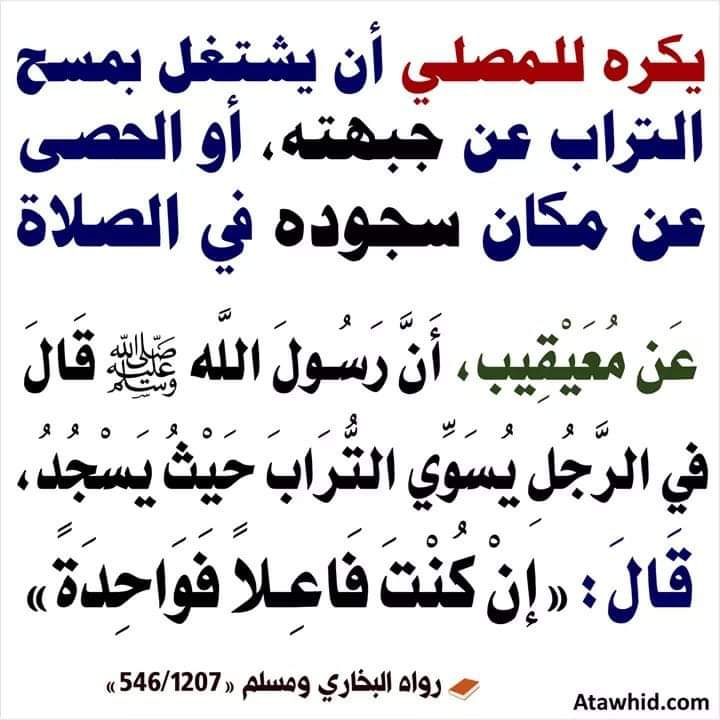 يكره للمصلي أن يشتغل بمسح
التراب عن جبهته، أو الحصى
عن مكان سجوده في الصلاة
عَن مُعَيْقِيب، أَنَّ رَسُولَ اللَّه ﷺ قَالَ
في الرَّجُلِ يُسَوِّي التُّرَابَ حَيْثُ يَسْجُدُ،
قَالَ: «إِنْ كُنْتَ فَاعِلاً فَوَاحِدَةً»
رواه البخاري ومسلم «546/1207»
Atawhid.com